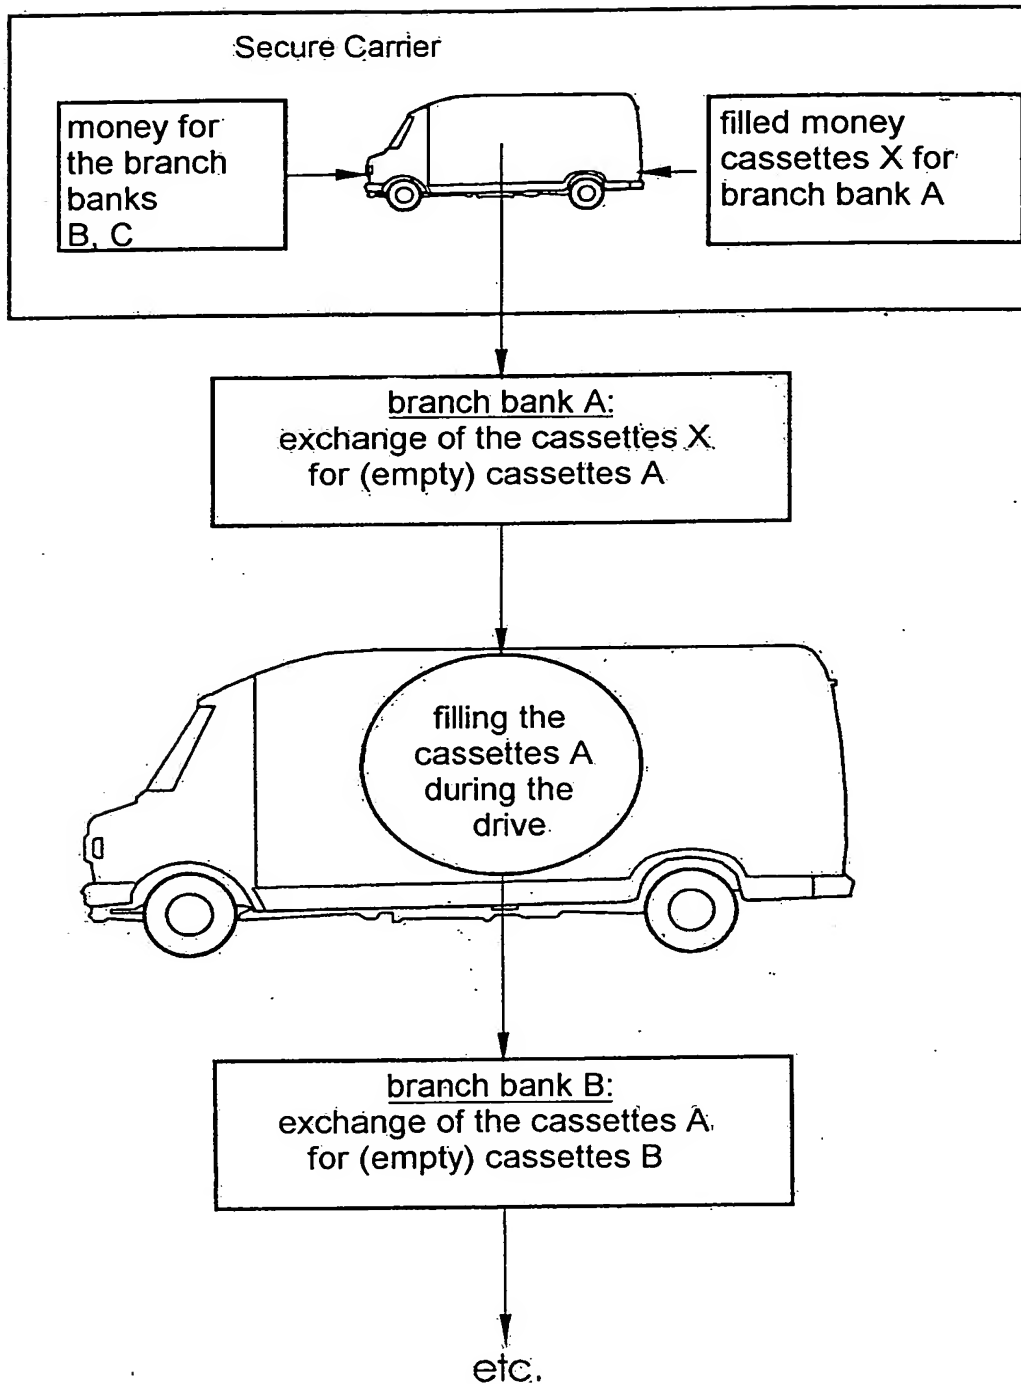 Secure Carrier
money for
the branch
banks
B, C
filled money
cassettes X for
branch bank A
branch bank A:
exchange of the cassettes X
for (empty) cassettes A
filling the
cassettes A
during the
drive
branch bank B:
exchange of the cassettes A
for (empty) cassettes B
etc.